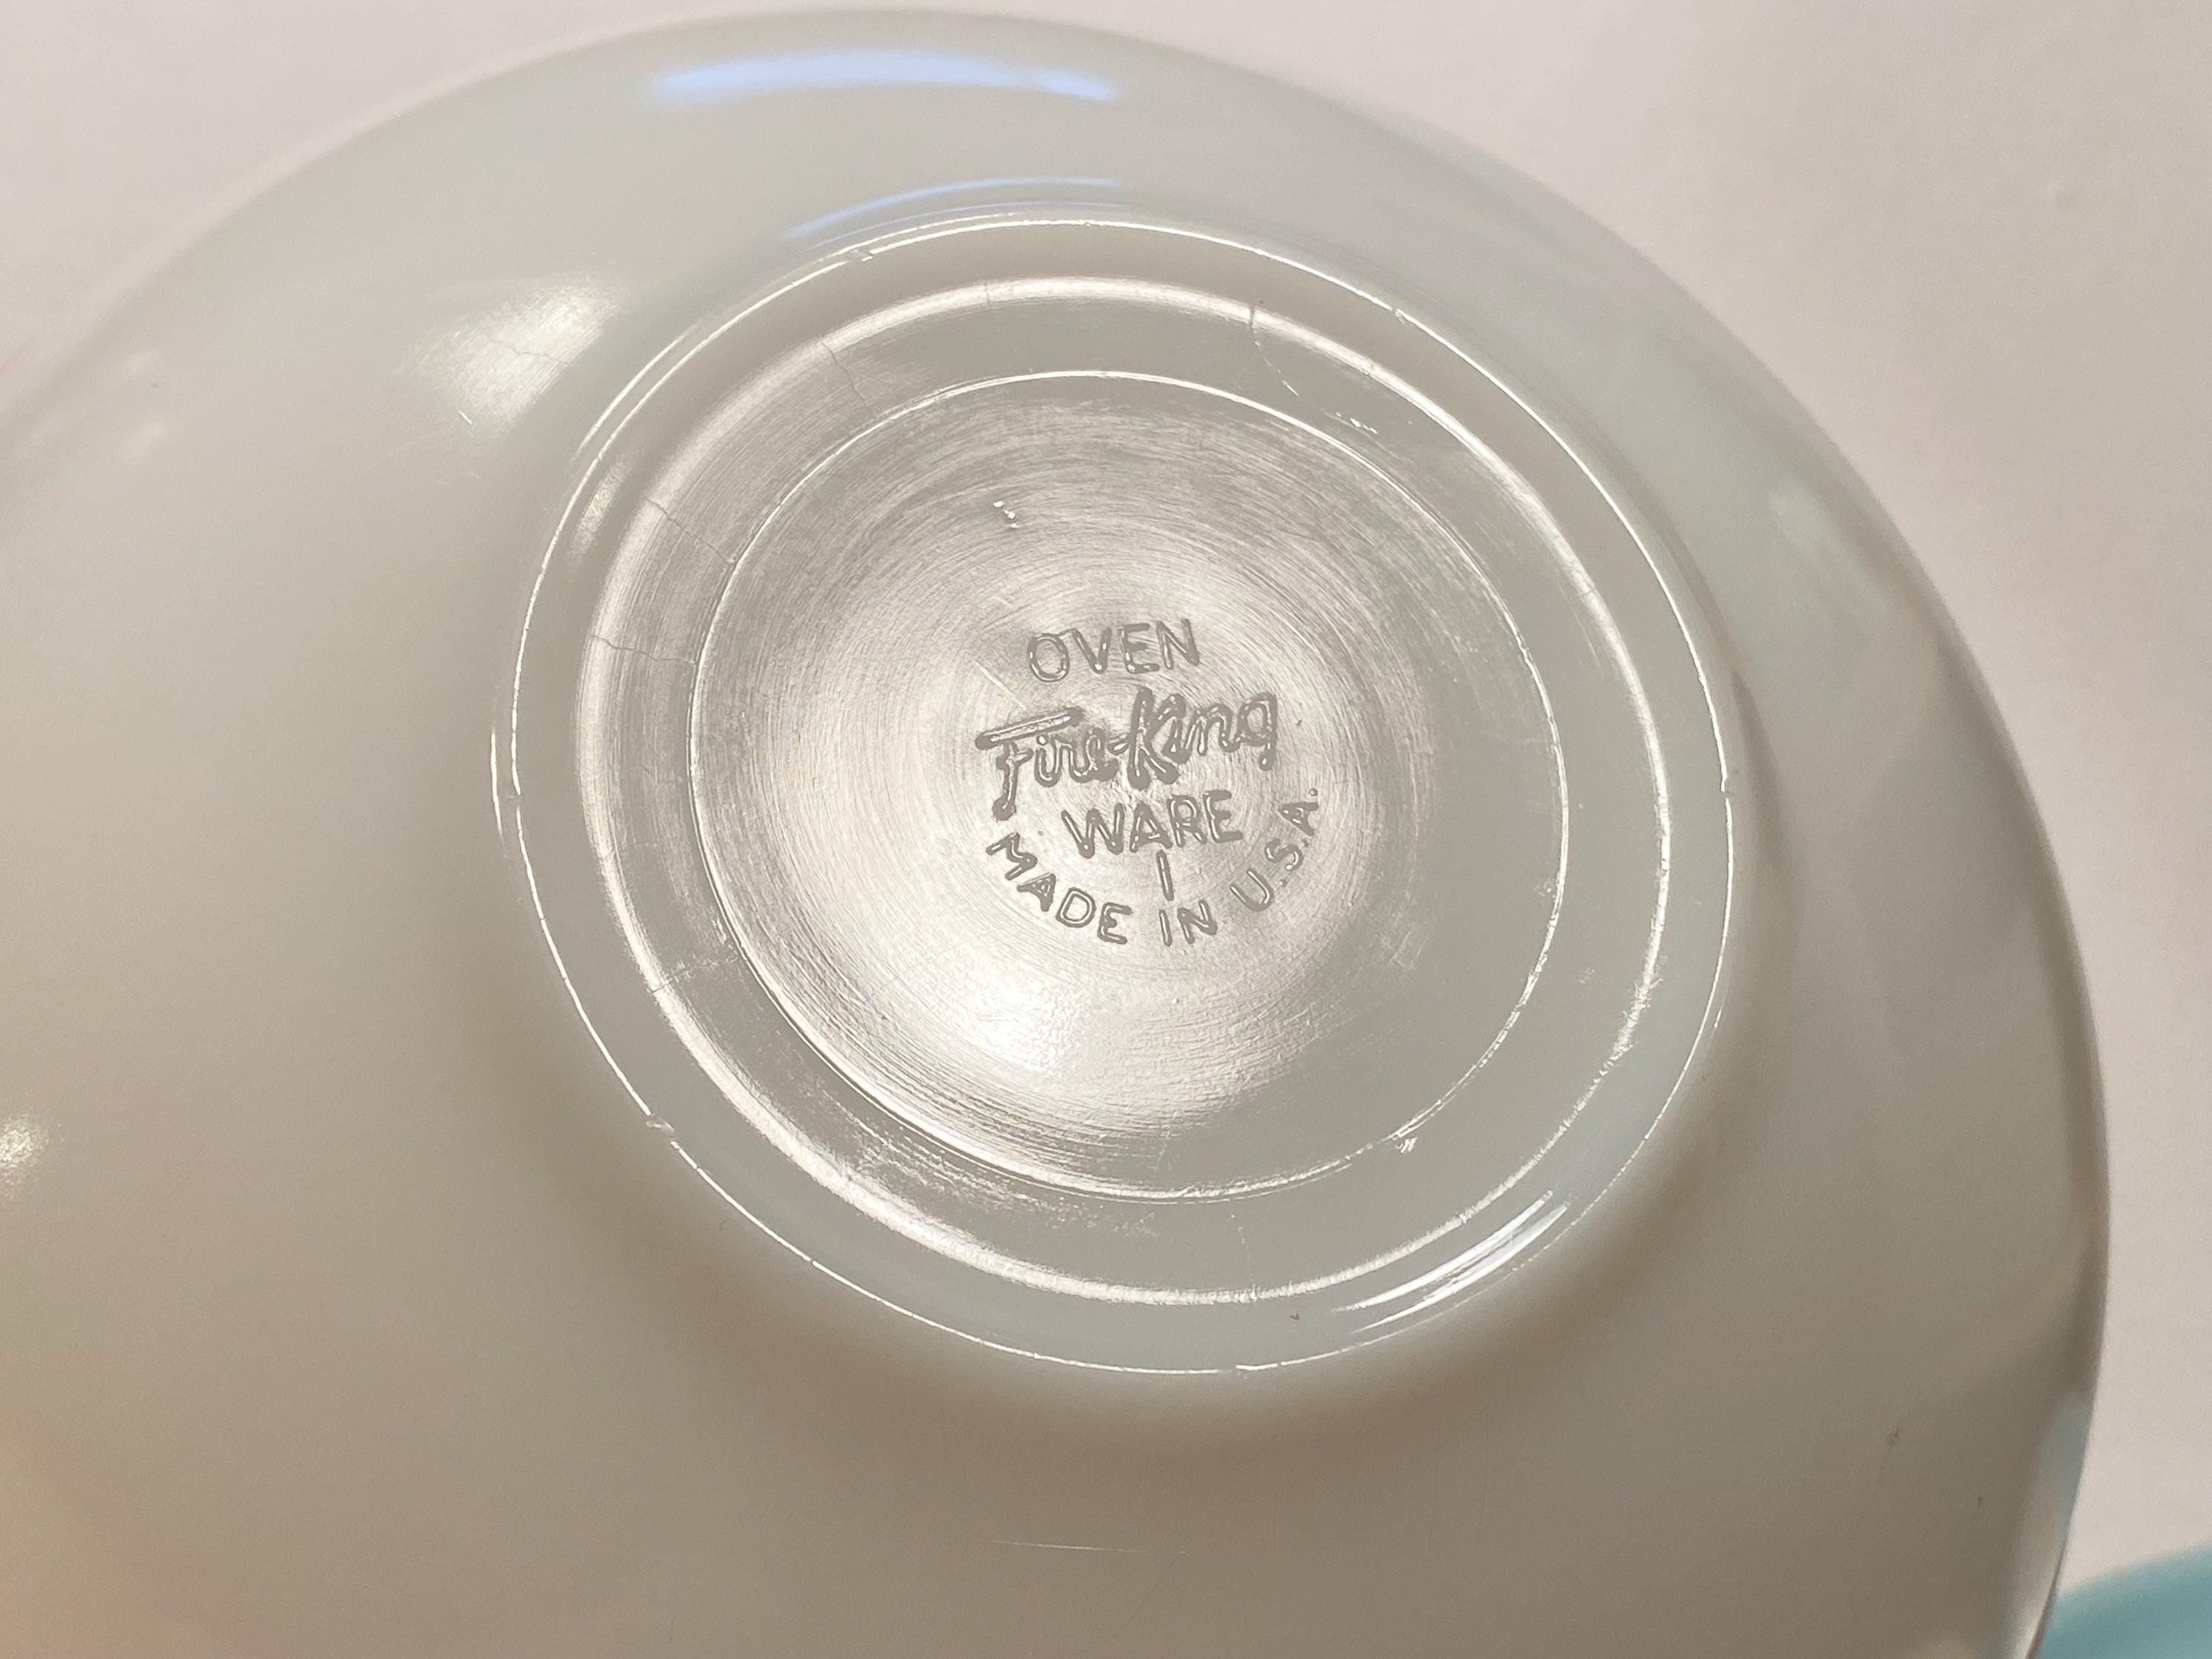 OVEN
Fire-King
WARE
1
MADE IN U.S.A.